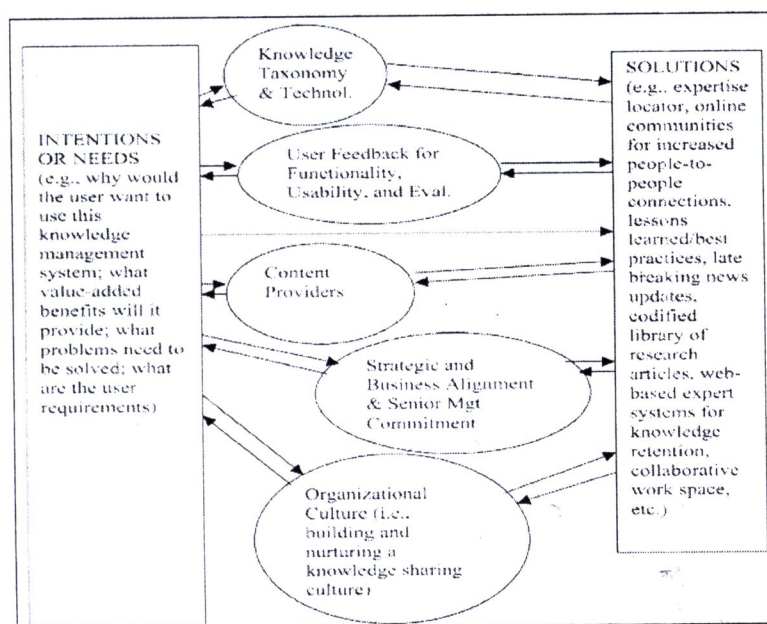 INTENTIONS
OR NEEDS
(e.g., why would
the user want to
use this
knowledge
management
system; what
value-added
benefits will it
provide; what
problems need to
be solved; what
are the user
requirements)
Knowledge
Taxonomy
& Technol.
User Feedback for
Functionality,
Usability, and Eval.
Content
Providers
Strategic and
Business Alignment
& Senior Mgt
Commitment
Organizational
Culture (i.e.,
building and
nurturing a
knowledge sharing
culture)
SOLUTIONS
(e.g., expertise
locator, online
communities
for increased
people-to-
people
connections,
lessons
learned/best
practices, late
breaking news
updates,
codified
library of
research
articles, web-
based expert
systems for
knowledge
retention,
collaborative
work space,
etc.)